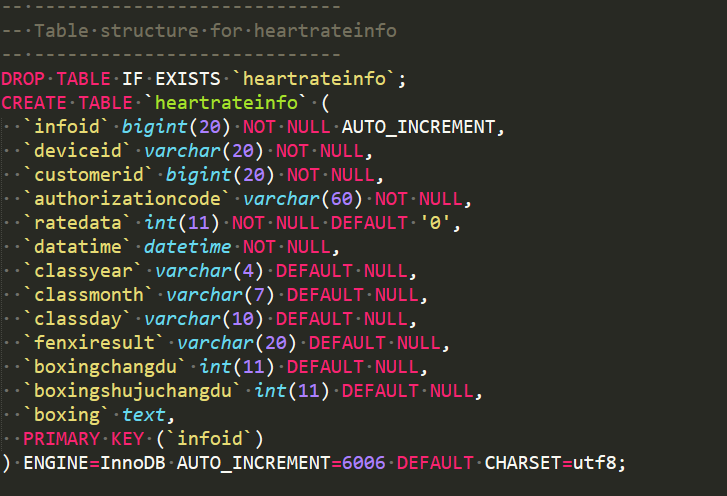 -- ----------------------------
-- Table structure for heartrateinfo
-- ----------------------------
DROP TABLE IF EXISTS `heartrateinfo`;
CREATE TABLE `heartrateinfo` (
  `infoid` bigint(20) NOT NULL AUTO_INCREMENT,
  `deviceid` varchar(20) NOT NULL,
  `customerid` bigint(20) NOT NULL,
  `authorizationcode` varchar(60) NOT NULL,
  `ratedata` int(11) NOT NULL DEFAULT '0',
  `datatime` datetime NOT NULL,
  `classyear` varchar(4) DEFAULT NULL,
  `classmonth` varchar(7) DEFAULT NULL,
  `classday` varchar(10) DEFAULT NULL,
  `fenxiresult` varchar(20) DEFAULT NULL,
  `boxingchangdu` int(11) DEFAULT NULL,
  `boxingshujuchangdu` int(11) DEFAULT NULL,
  `boxing` text,
  PRIMARY KEY (`infoid`)
) ENGINE=InnoDB AUTO_INCREMENT=6006 DEFAULT CHARSET=utf8;